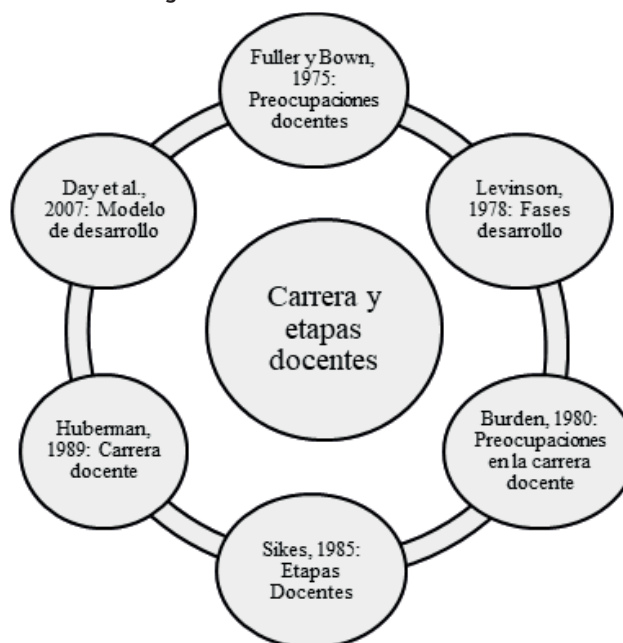 Fuller y Bown,
1975:
Preocupaciones
docentes
Levinson,
1978: Fases
desarrollo
Burden, 1980:
Preocupaciones
en la carrera
docente
Sikes, 1985:
Etapas
Docentes
Huberman,
1989: Carrera
docente
Day et al.,
2007: Modelo
de desarrollo
Carrera y
etapas
docentes